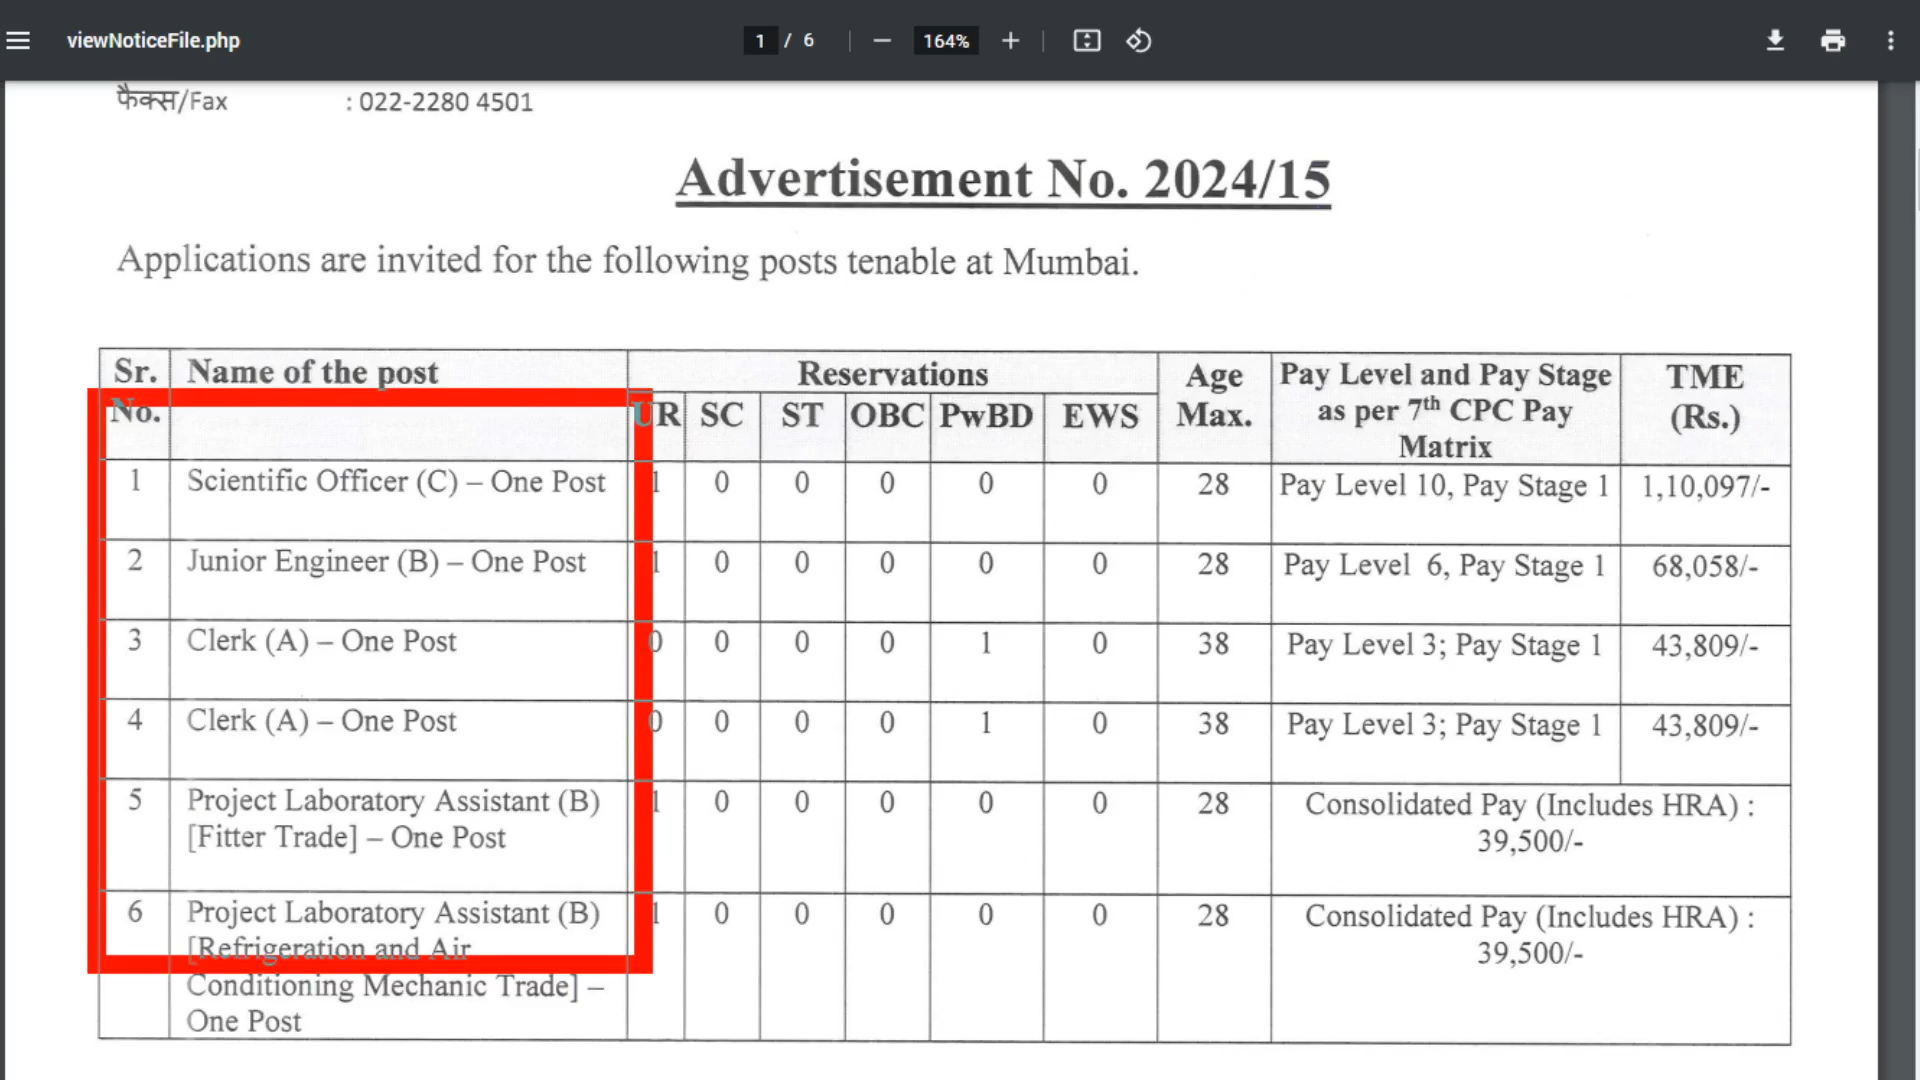 viewNoticeFile.php
1 / 6
164%
फैक्स/Fax : 022-2280 4501
Advertisement No. 2024/15
Applications are invited for the following posts tenable at Mumbai.
Sr. No. Name of the post Reservations Age Max. Pay Level and Pay Stage as per 7th CPC Pay Matrix TME (Rs.)
UR SC ST OBC PwBD EWS
1 Scientific Officer (C) – One Post 1 0 0 0 0 0 28 Pay Level 10, Pay Stage 1 1,10,097/-
2 Junior Engineer (B) – One Post 1 0 0 0 0 0 28 Pay Level 6, Pay Stage 1 68,058/-
3 Clerk (A) – One Post 0 0 0 0 1 0 38 Pay Level 3; Pay Stage 1 43,809/-
4 Clerk (A) – One Post 0 0 0 0 1 0 38 Pay Level 3; Pay Stage 1 43,809/-
5 Project Laboratory Assistant (B) 1 0 0 0 0 0 28 Consolidated Pay (Includes HRA) :
[Fitter Trade] – One Post 39,500/-
6 Project Laboratory Assistant (B) 1 0 0 0 0 0 28 Consolidated Pay (Includes HRA) :
[Refrigeration and Air 39,500/-
Conditioning Mechanic Trade] –
One Post